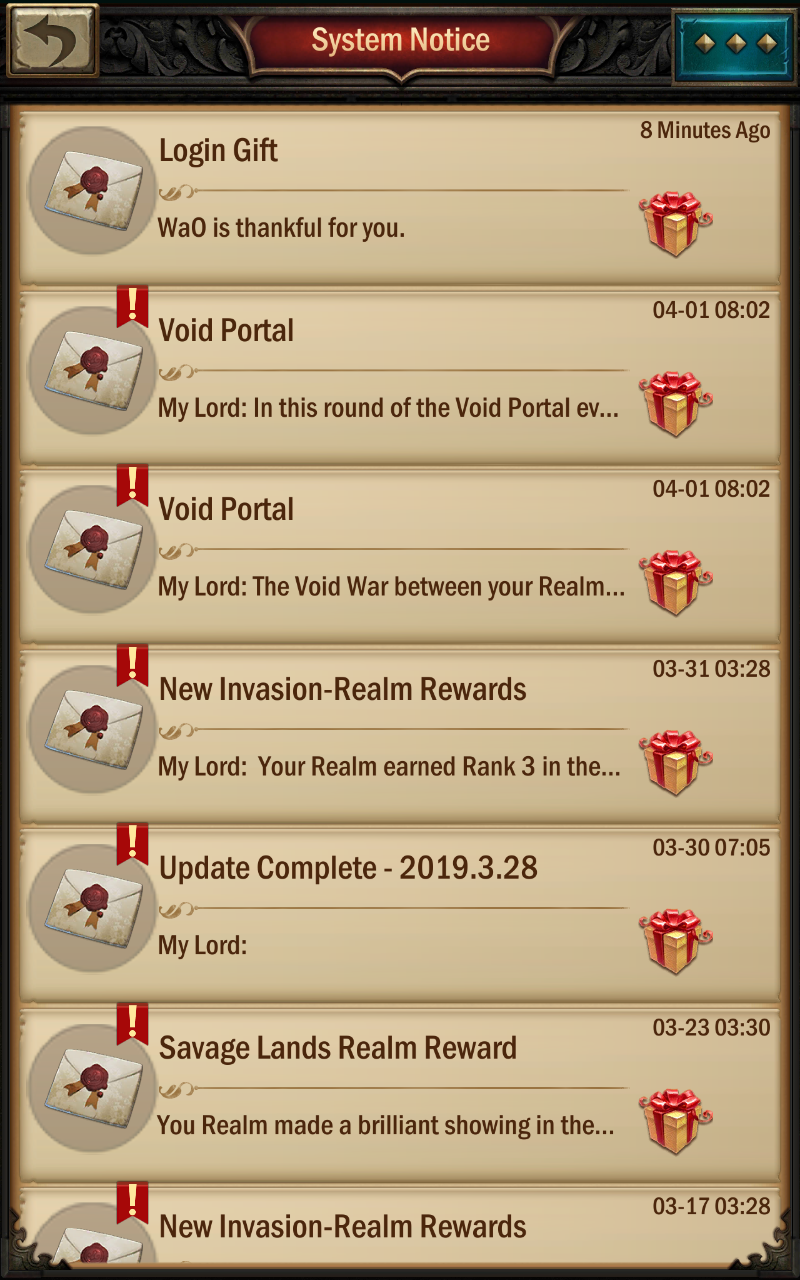 System Notice
8 Minutes Ago
Login Gift
WaO is thankful for you.
04-01 08:02
Void Portal
My Lord: In this round of the Void Portal ev...
04-01 08:02
Void Portal
My Lord: The Void War between your Realm...
03-31 03:28
New Invasion-Realm Rewards
My Lord:  Your Realm earned Rank 3 in the...
03-30 07:05
Update Complete - 2019.3.28
My Lord:
03-23 03:30
Savage Lands Realm Reward
You Realm made a brilliant showing in the...
03-17 03:28
New Invasion-Realm Rewards